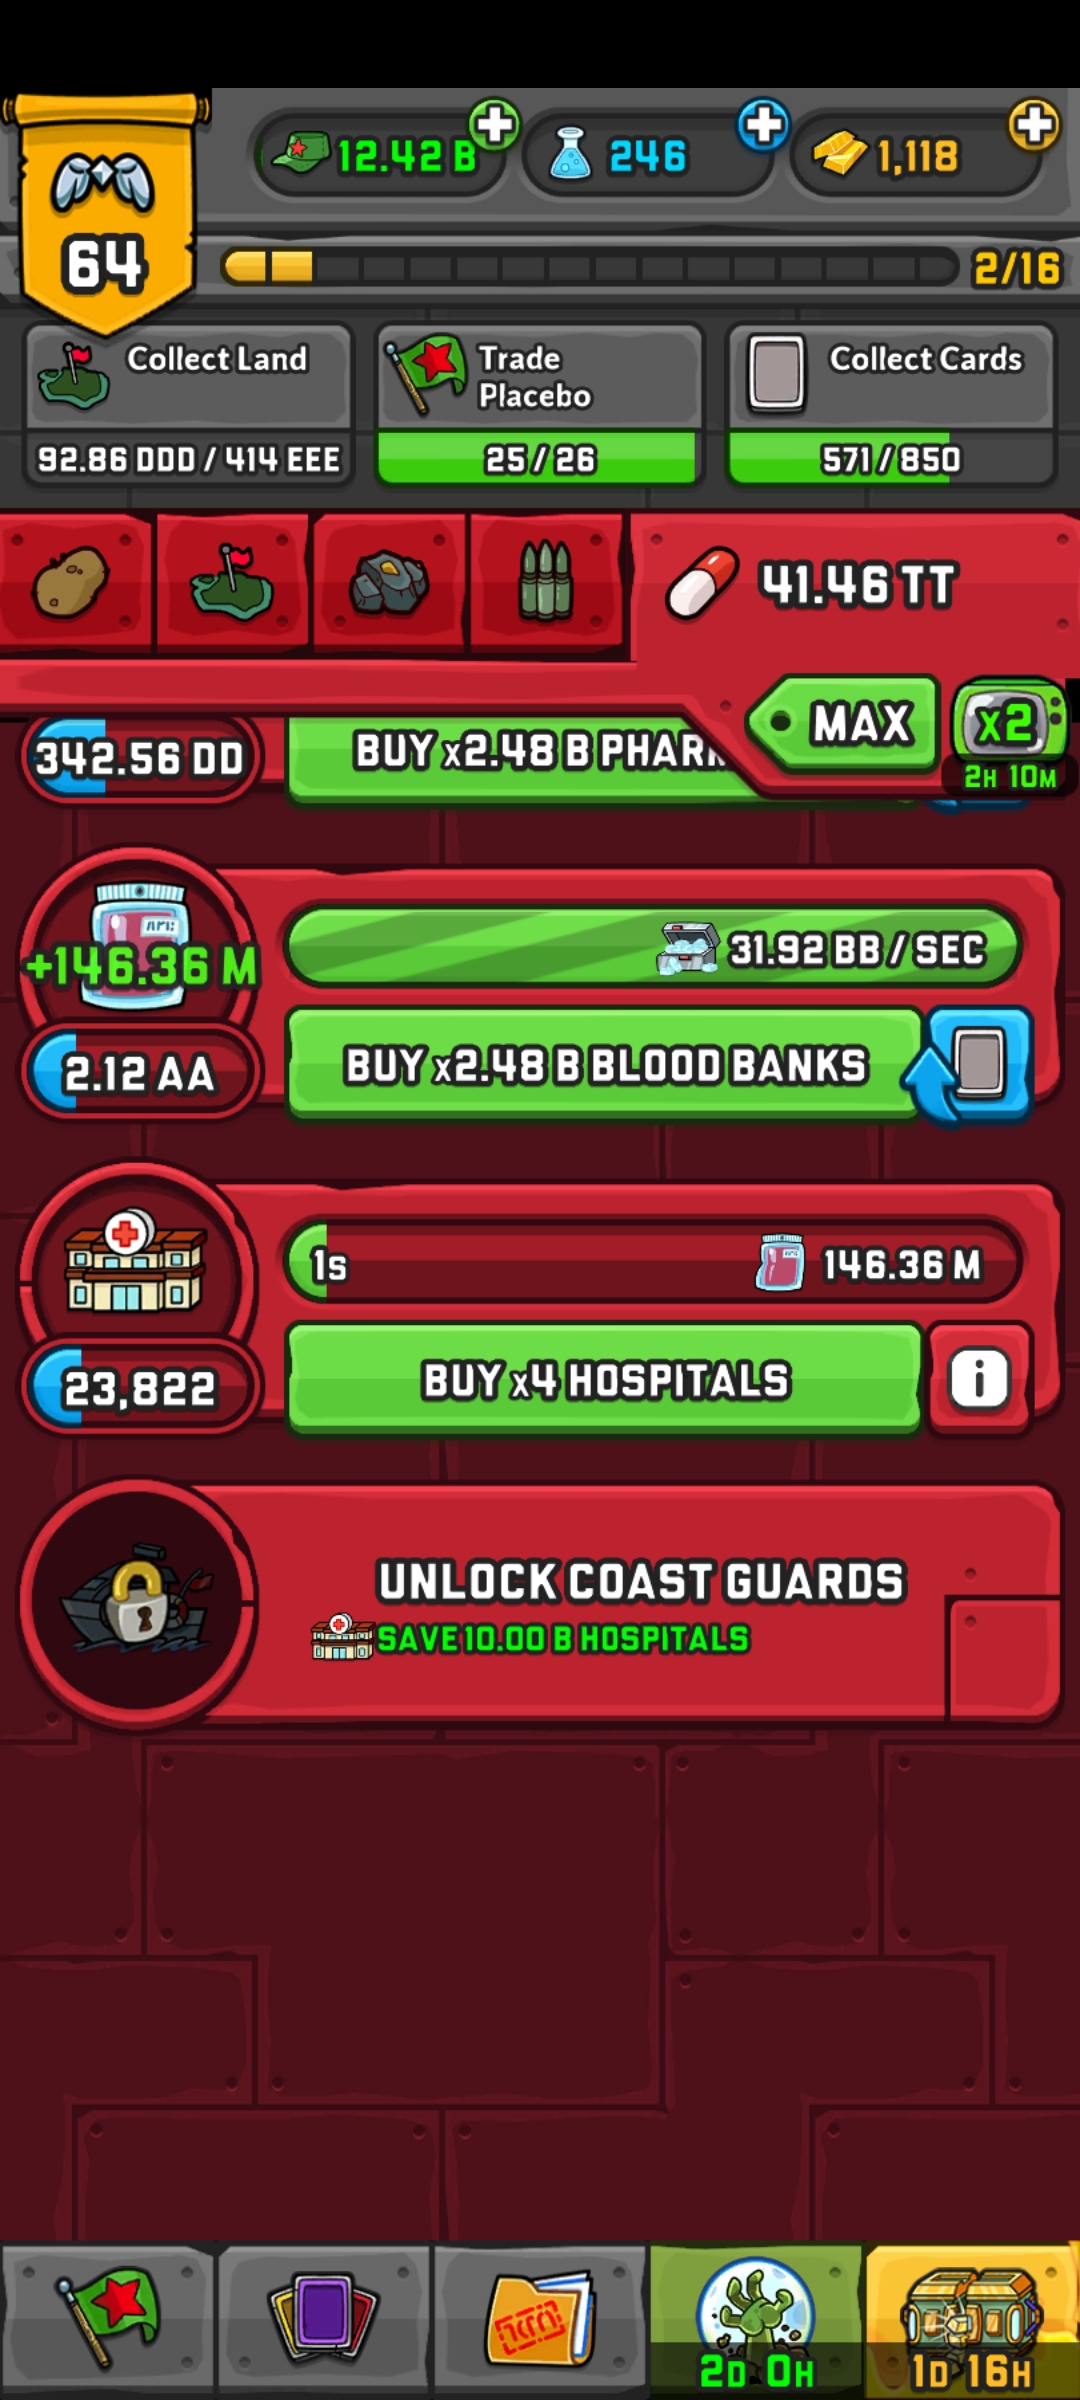 12.42 B
246
1,118
64
2/16
Collect Land
92.86 DDD / 414 EEE
Trade
Placebo
25 / 26
Collect Cards
571 / 850
41.46 TT
MAX
X2
2H 10M
342.56 DD
BUY x2.48 B
+146.36 M
31.92 BB / SEC
2.12 AA
BUY x2.48 B BLOOD BANKS
1s
146.36 M
23,822
BUY x4 HOSPITALS
i
UNLOCK COAST GUARDS
SAVE 10.00 B HOSPITALS
2D 0H
1D 16H